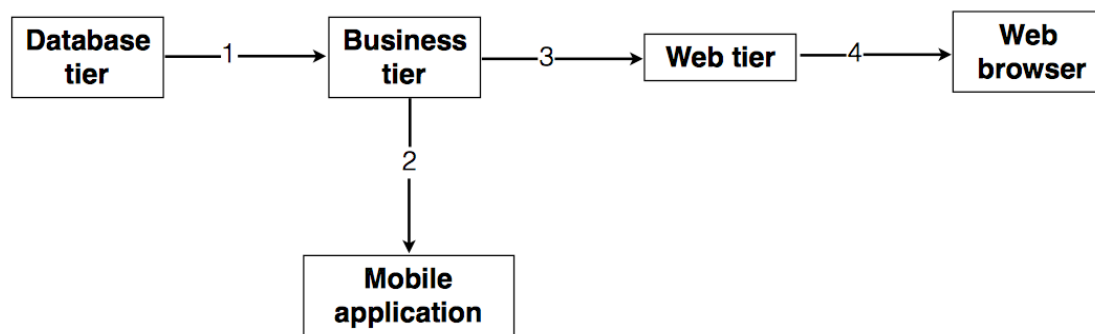 Database
tier
1
Business
tier
3
Web tier
4
Web
browser
2
Mobile
application